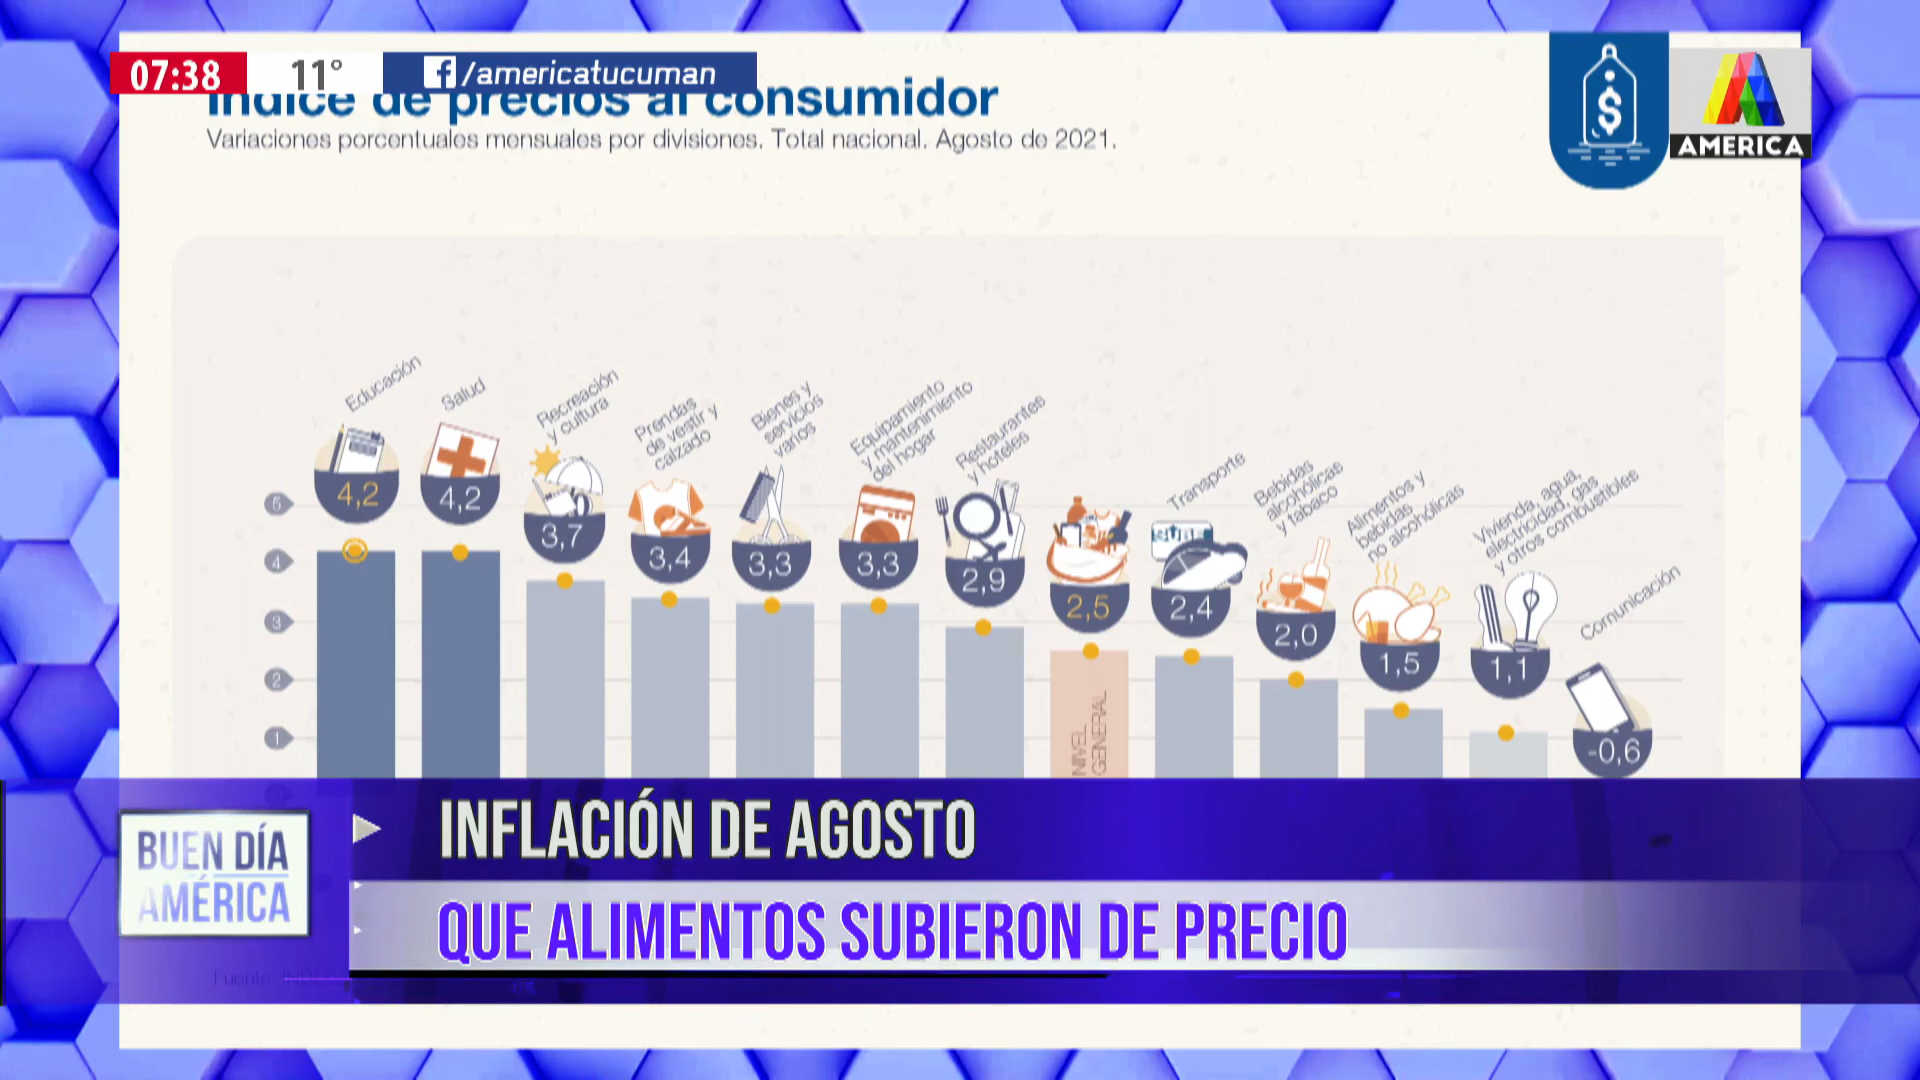 07:38
11°
f/americatucuman
Índice de precios al consumidor
Variaciones porcentuales mensuales por divisiones. Total nacional. Agosto de 2021.
$
AMERICA
Educación
Salud
Recreación
y cultura
Prendas
de vestir y
calzado
Bienes y
servicios
varios
Equipamiento
y mantenimiento
del hogar
Restaurantes
y hoteles
Transporte
Bebidas
alcohólicas
y tabaco
Alimentos y
bebidas
no alcohólicas
Vivienda, agua,
electricidad, gas
y otros combustibles
Comunicación
4,2
4,2
3,7
3,4
3,3
3,3
2,9
2,5
2,4
2,0
1,5
1,1
-0,6
5
4
3
2
1
0
NIVEL
GENERAL
SUBE
BUEN DÍA
AMÉRICA
INFLACIÓN DE AGOSTO
QUE ALIMENTOS SUBIERON DE PRECIO
Fuente: INDEC